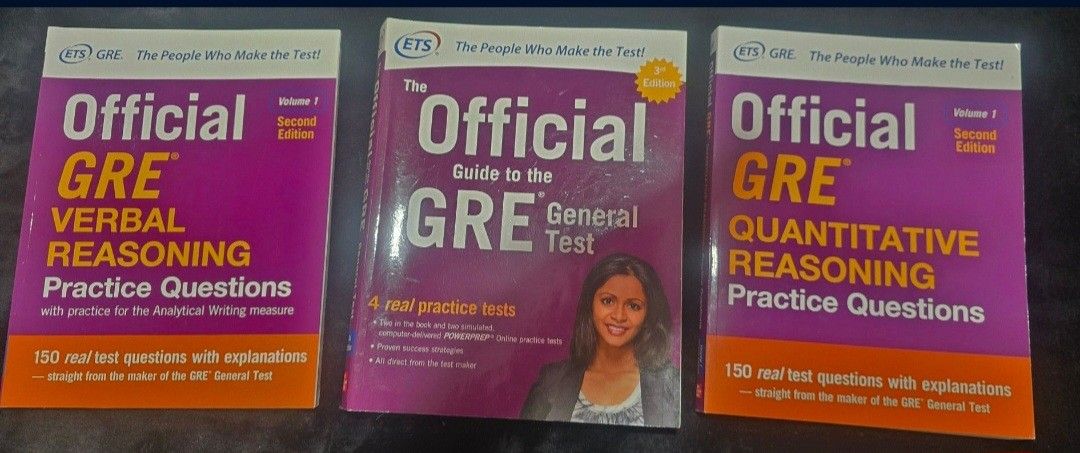 ETS GRE. The People Who Make the Test!
Official
Volume 1
Second
Edition
GRE®
VERBAL
REASONING
Practice Questions
with practice for the Analytical Writing measure
150 real test questions with explanations
— straight from the maker of the GRE® General Test
ETS® The People Who Make the Test!
3rd
Edition
The
Official
Guide to the
GRE® General
Test
4 real practice tests
• Two in the book and two simulated,
computer-delivered POWERPREP® Online practice tests
• Proven success strategies
• All direct from the test maker
ETS GRE. The People Who Make the Test!
Official
Volume 1
Second
Edition
GRE®
QUANTITATIVE
REASONING
Practice Questions
150 real test questions with explanations
— straight from the maker of the GRE® General Test